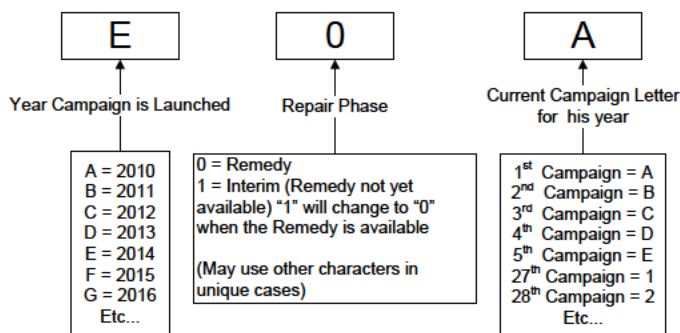 E 0 A
Year Campaign is Launched
Repair Phase
Current Campaign Letter
for his year
A = 2010
B = 2011
C = 2012
D = 2013
E = 2014
F = 2015
G = 2016
Etc...
0 = Remedy
1 = Interim (Remedy not yet
available) “1” will change to “0”
when the Remedy is available
(May use other characters in
unique cases)
1st Campaign = A
2nd Campaign = B
3rd Campaign = C
4th Campaign = D
5th Campaign = E
27th Campaign = 1
28th Campaign = 2
Etc...